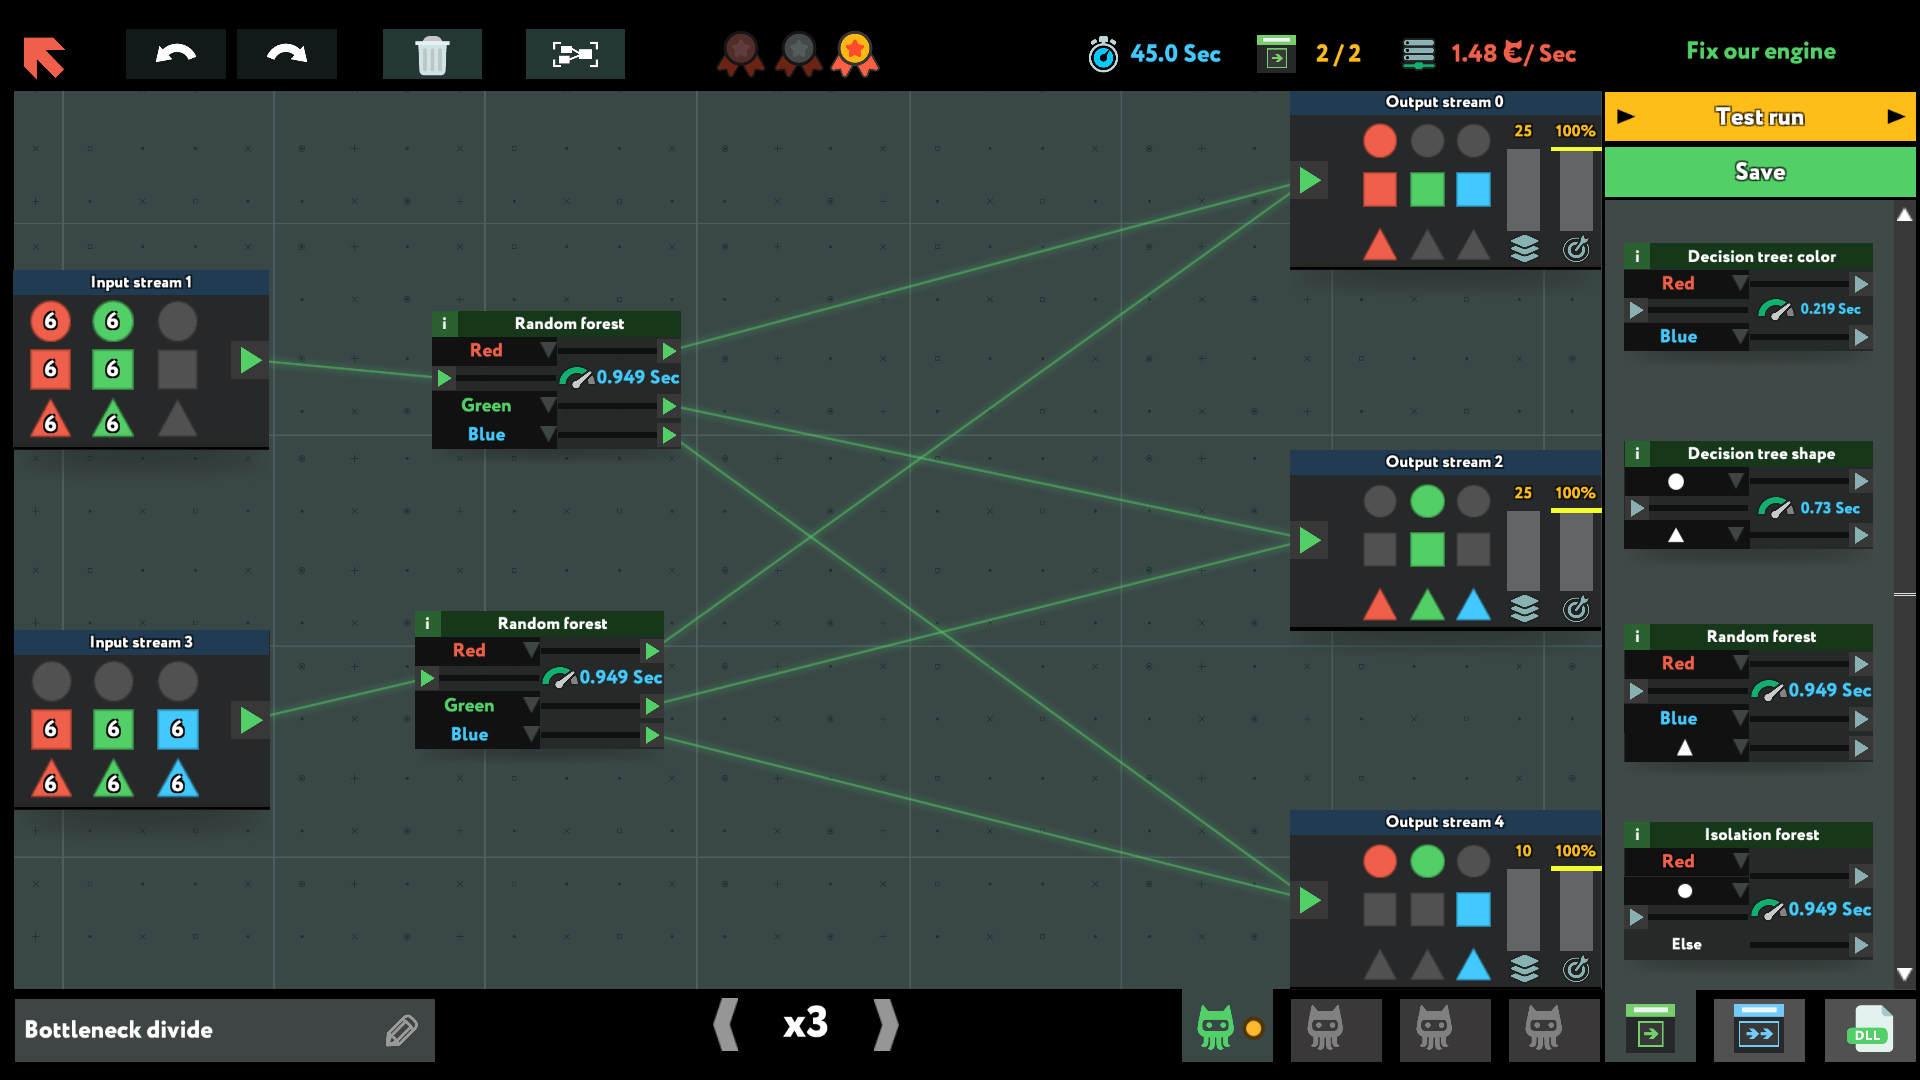 45.0 Sec
2 / 2
1.48 €/ Sec
Fix our engine
Test run
Save
Output stream 0
25
100%
Input stream 1
6 6
6 6
6 6
i Random forest
Red
0.949 Sec
Green
Blue
Output stream 2
25
100%
Input stream 3
6 6 6
6 6 6
i Random forest
Red
0.949 Sec
Green
Blue
Output stream 4
10
100%
i Decision tree: color
Red
0.219 Sec
Blue
i Decision tree shape
0.73 Sec
i Random forest
Red
0.949 Sec
Blue
i Isolation forest
Red
0.949 Sec
Else
Bottleneck divide
x3
DLL